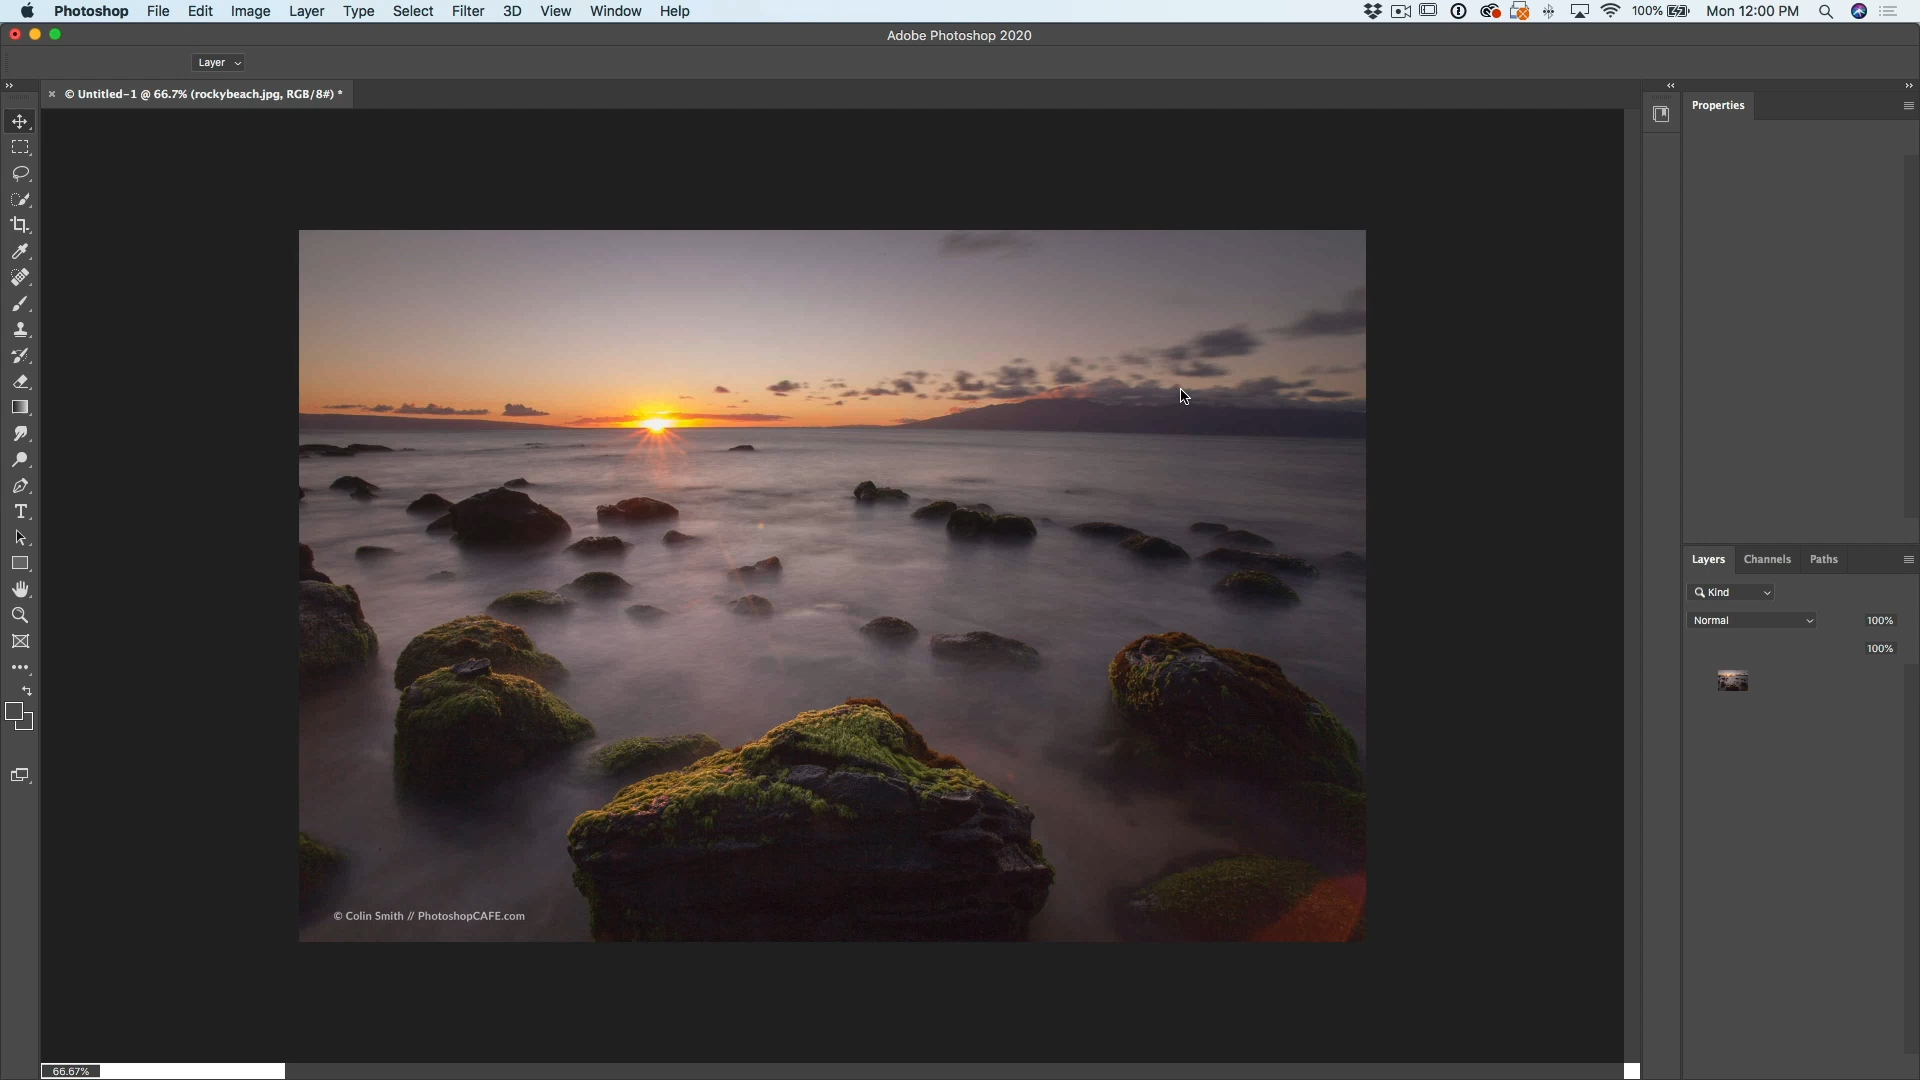 Photoshop File Edit Image Layer Type Select Filter 3D View Window Help 100% Mon 12:00 PM
Adobe Photoshop 2020
Layer
© Untitled-1 @ 66.7% (rockybeach.jpg, RGB/8#) *
Properties
Layers Channels Paths
Kind
Normal 100%
100%
© Colin Smith // PhotoshopCAFE.com
66.67%